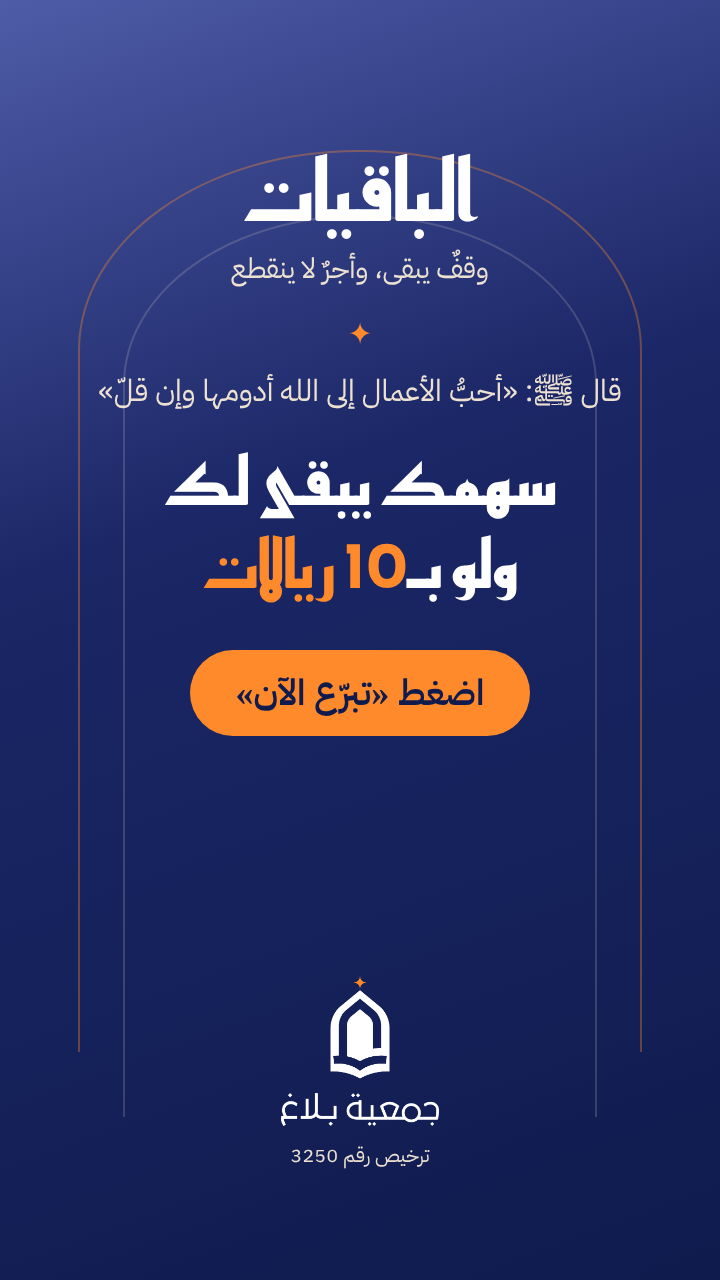 الباقيات
وقفٌ يبقى، وأجرٌ لا ينقطع
قال ﷺ: «أحبُّ الأعمال إلى الله أدومها وإن قلّ»
سهمك يبقى لك
ولو بـ10 ريالات
اضغط «تبرّع الآن»
جمعية بلاغ
ترخيص رقم 3250